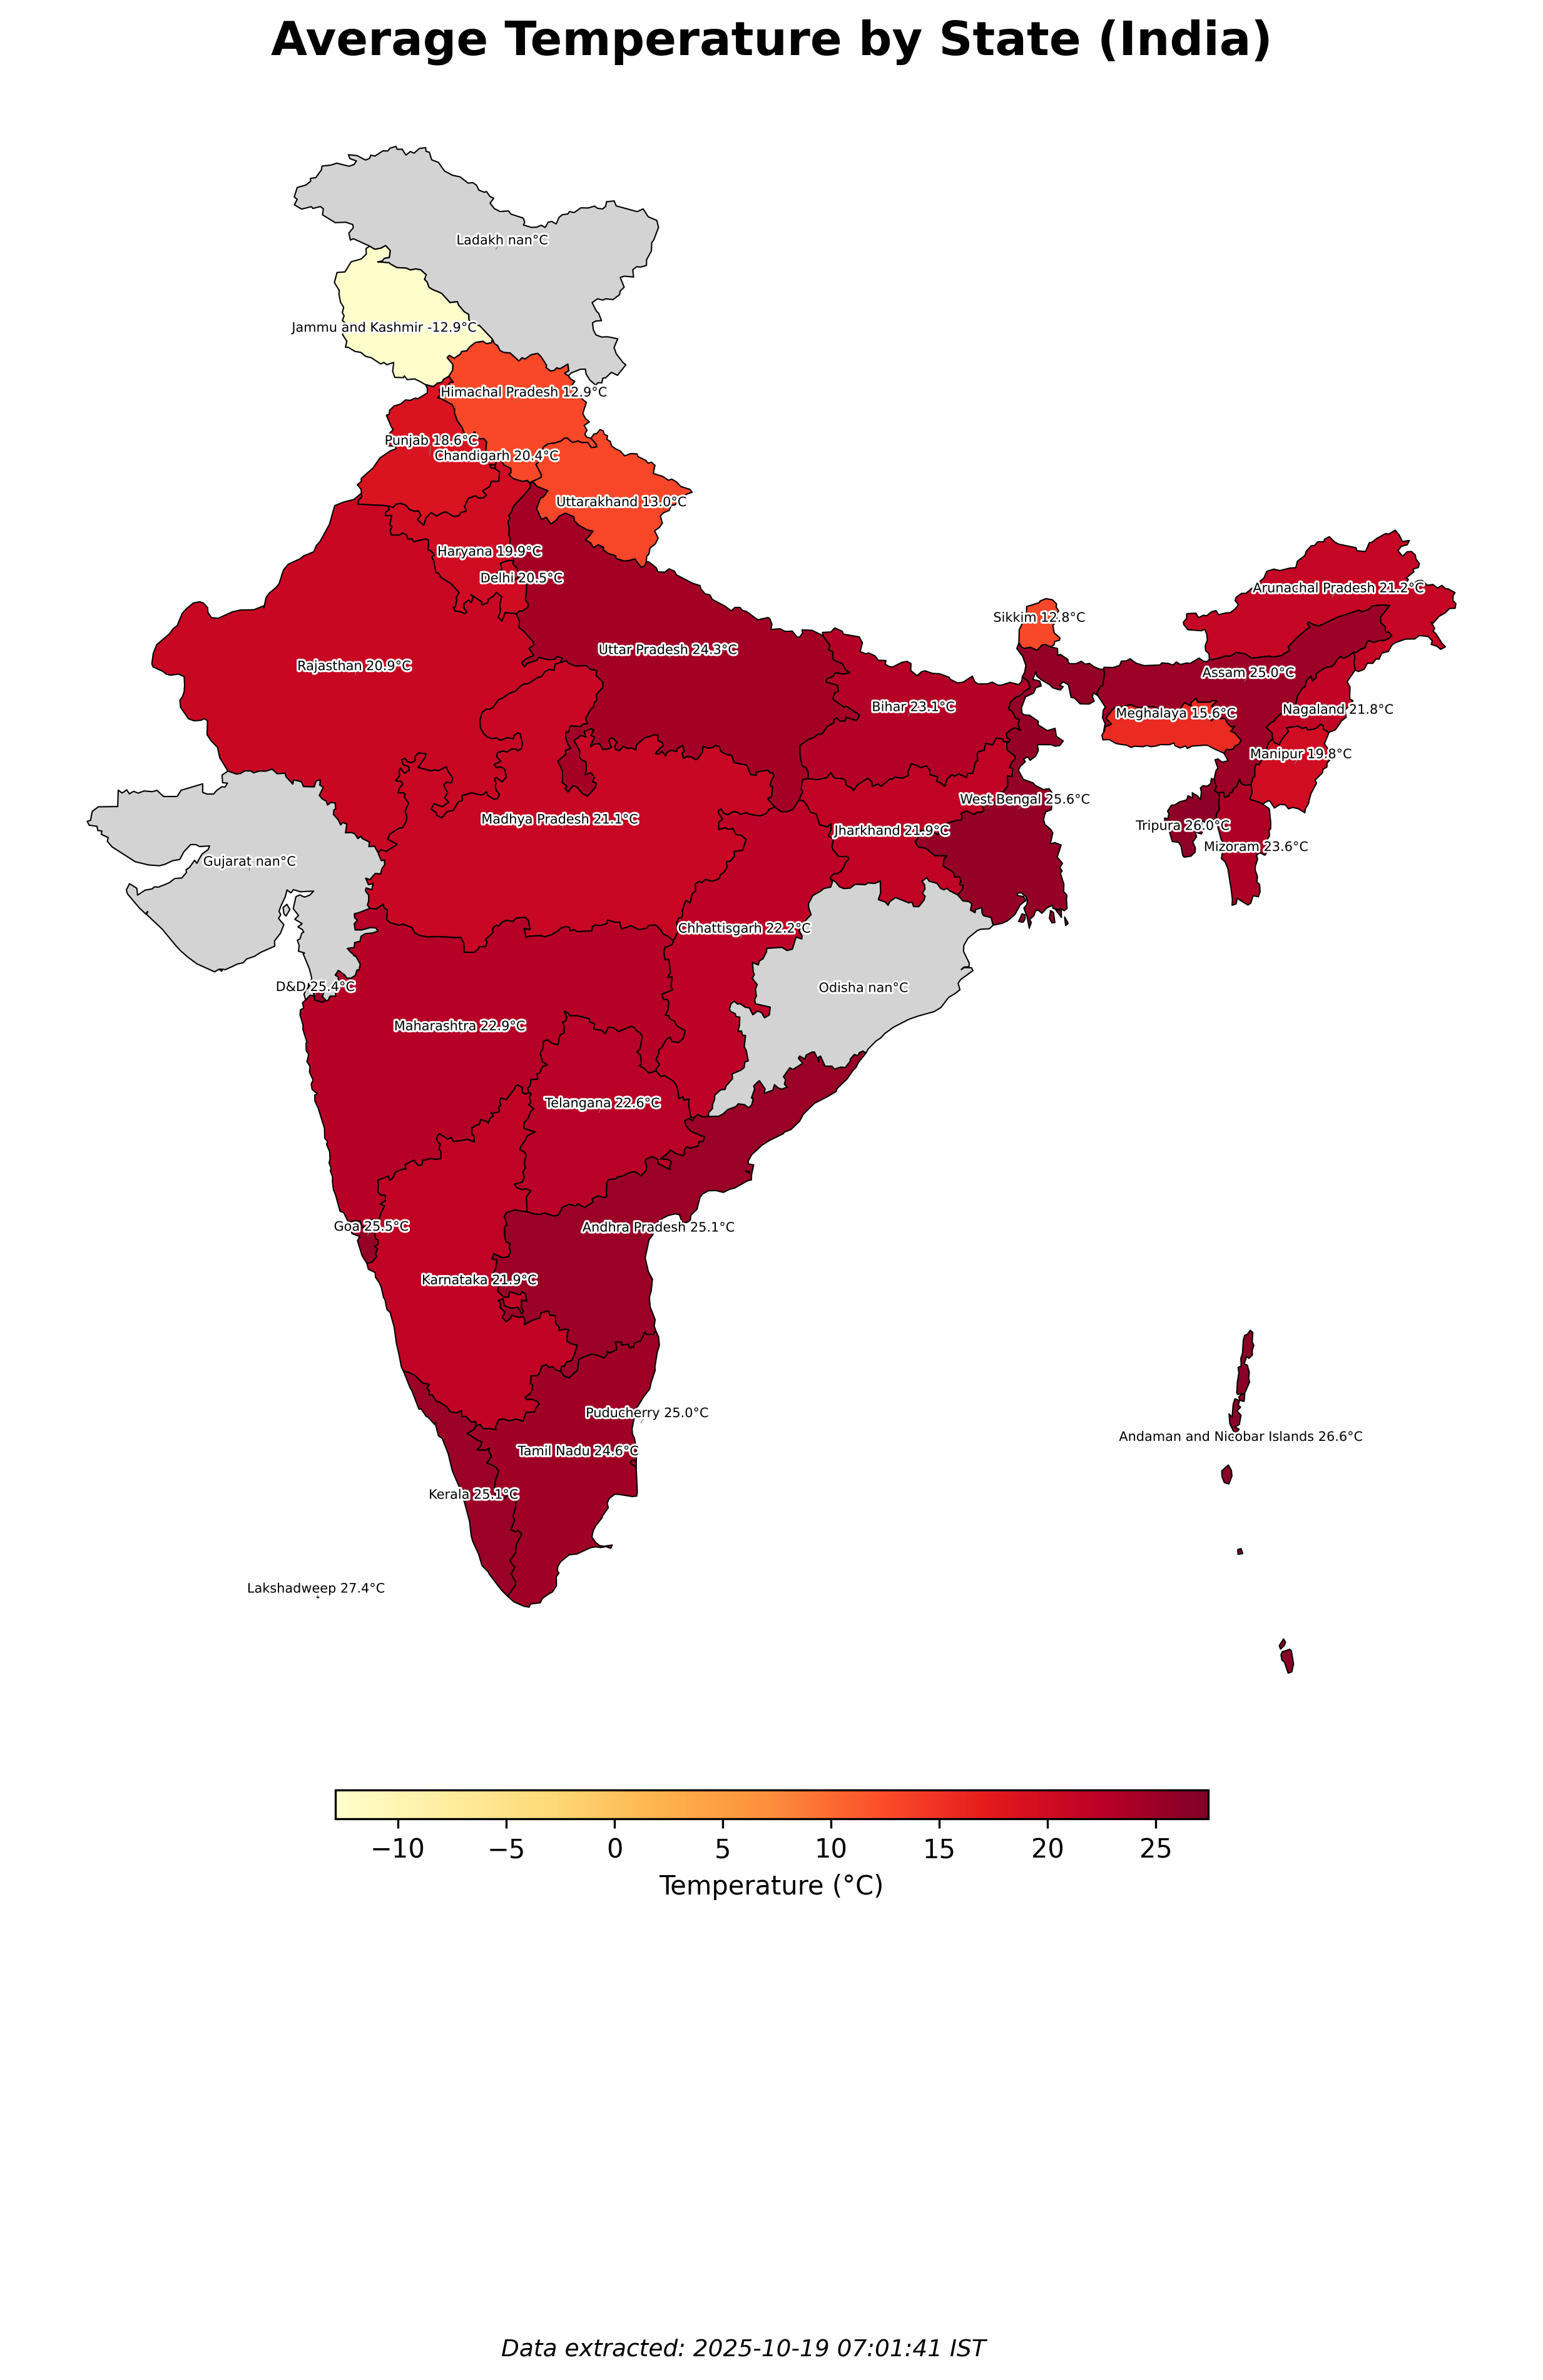 Average Temperature by State (India)
Ladakh nan°C
Jammu and Kashmir -12.9°C
Himachal Pradesh 12.9°C
Punjab 18.6°C
Chandigarh 20.4°C
Uttarakhand 13.0°C
Haryana 19.9°C
Delhi 20.5°C
Arunachal Pradesh 21.2°C
Sikkim 12.8°C
Uttar Pradesh 24.3°C
Rajasthan 20.9°C
Assam 25.0°C
Bihar 23.1°C
Nagaland 21.8°C
Meghalaya 15.6°C
Manipur 19.8°C
West Bengal 25.6°C
Madhya Pradesh 21.1°C
Tripura 26.0°C
Jharkhand 21.9°C
Mizoram 23.6°C
Gujarat nan°C
Chhattisgarh 22.2°C
D&D 25.4°C
Odisha nan°C
Maharashtra 22.9°C
Telangana 22.6°C
Goa 25.5°C
Andhra Pradesh 25.1°C
Karnataka 21.9°C
Puducherry 25.0°C
Andaman and Nicobar Islands 26.6°C
Tamil Nadu 24.6°C
Kerala 25.1°C
Lakshadweep 27.4°C
−10 −5 0 5 10 15 20 25
Temperature (°C)
Data extracted: 2025-10-19 07:01:41 IST